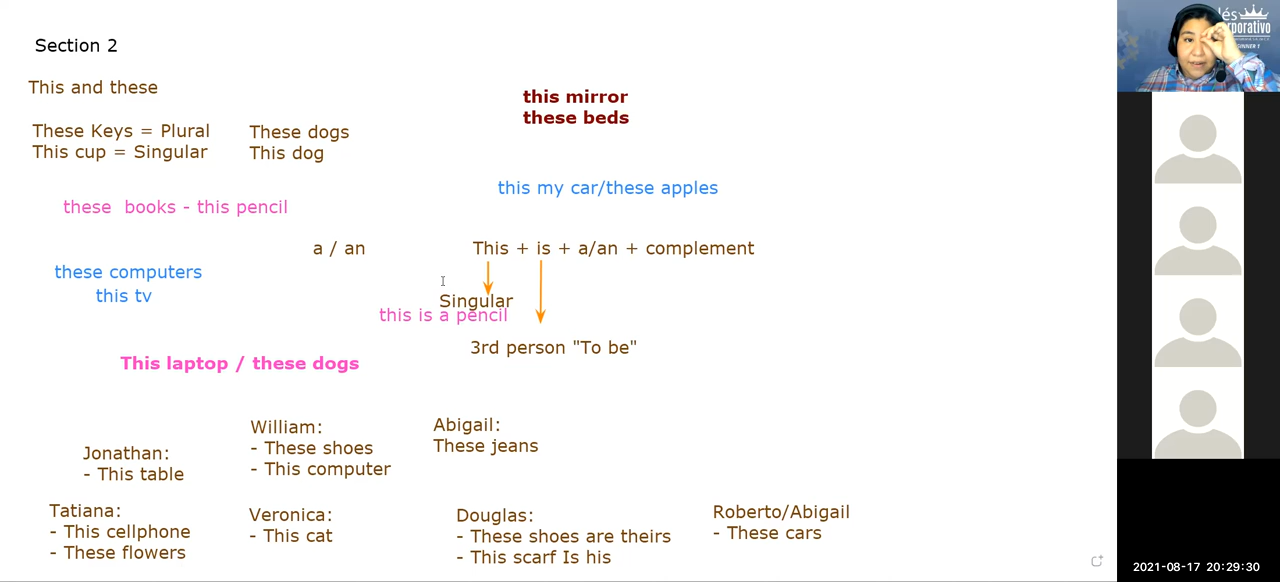 Section 2
This and these
this mirror
these beds
These Keys = Plural
This cup = Singular
These dogs
This dog
this my car/these apples
these  books - this pencil
a / an
This + is + a/an + complement
these computers
this tv
Singular
this is a pencil
3rd person "To be"
This laptop / these dogs
Jonathan:
- This table
William:
- These shoes
- This computer
Abigail:
These jeans
Tatiana:
- This cellphone
- These flowers
Veronica:
- This cat
Douglas:
- These shoes are theirs
- This scarf Is his
Roberto/Abigail
- These cars
2021-08-17 20:29:30